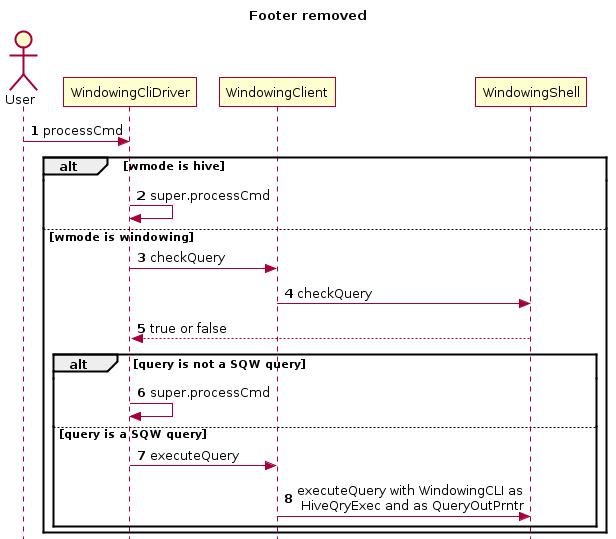 Footer removed
User
WindowingCliDriver
WindowingClient
WindowingShell
1 processCmd
alt [wmode is hive]
2 super.processCmd
[wmode is windowing]
3 checkQuery
4 checkQuery
5 true or false
alt [query is not a SQW query]
6 super.processCmd
[query is a SQW query]
7 executeQuery
8 executeQuery with WindowingCLI as
HiveQryExec and as QueryOutPrntr